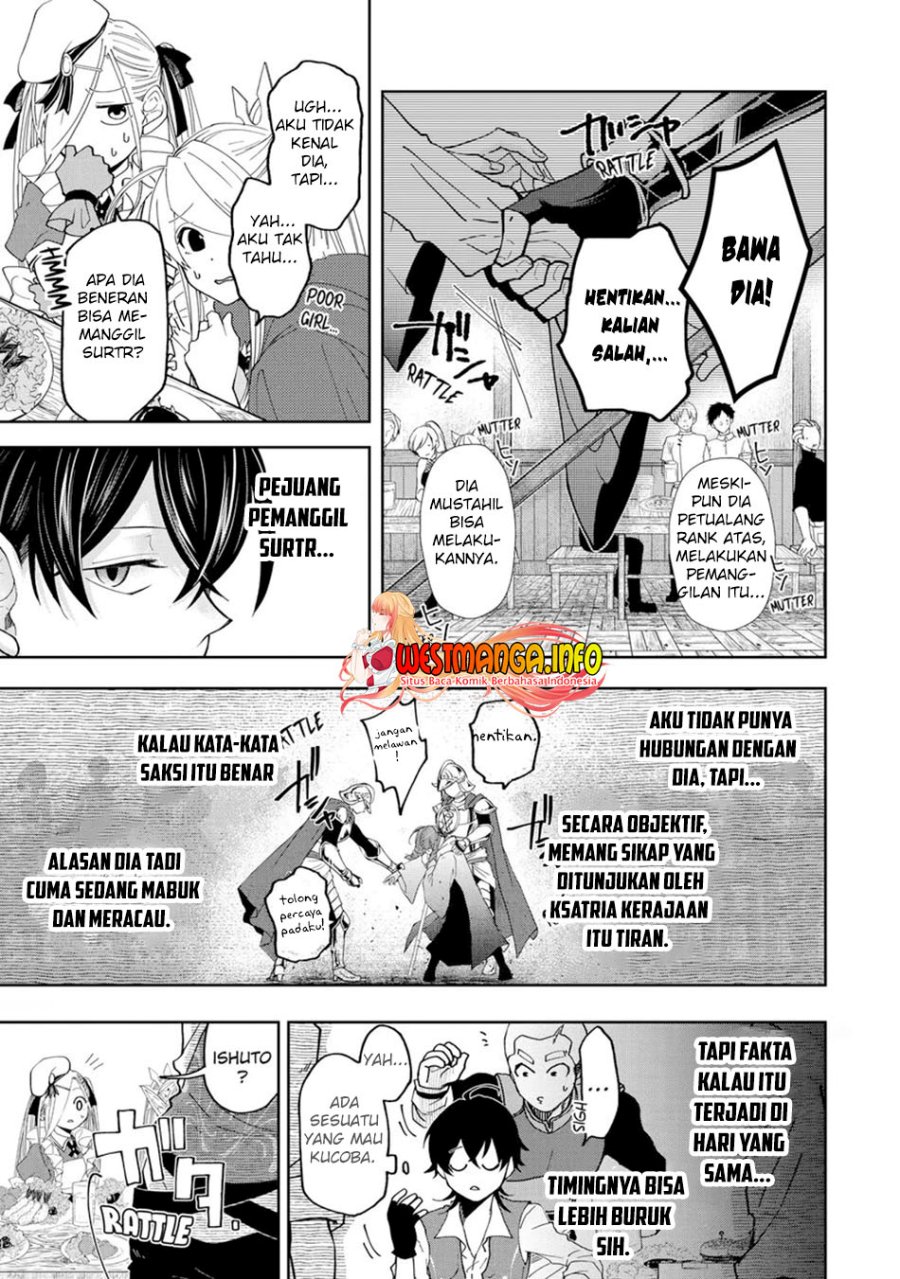 BAWA
DIA!
ガシャ
RATTLE
HENTIKAN...
KALIAN
SALAH,...
RATTLE
MUTTER
MUTTER
MESKI-
PUN DIA
PETUALANG
RANK ATAS,
MELAKUKAN
PEMANG-
GILAN ITU...
MUTTER
DIA
MUSTAHIL
BISA
MELAKU-
KANNYA.
UGH...
AKU TIDAK
KENAL
DIA,
TAPI...
YAH...
AKU TAK
TAHU...
POOR
GIRL...
HMMMM
APA DIA
BENERAN
BISA ME-
MANGGIL
SURTR?
PEJUANG
PEMANGGIL
SURTR...
WESTMANGA.INFO
Situs Baca Komik Berbahasa Indonesia
AKU TIDAK PUNYA
HUBUNGAN DENGAN
DIA, TAPI...
SECARA OBJEKTIF,
MEMANG SIKAP YANG
DITUNJUKAN OLEH
KSATRIA KERAJAAN
ITU TIRAN.
hentikan.
jangan
melawan
!
RATTLE
tolong
percaya
padaku!
KALAU KATA-KATA
SAKSI ITU BENAR
ALASAN DIA TADI
CUMA SEDANG MABUK
DAN MERACAU.
TAPI FAKTA
KALAU ITU
TERJADI DI
HARI YANG
SAMA...
TIMINGNYA BISA
LEBIH BURUK
SIH.
...
SIGH
YAH...
ADA
SESUATU
YANG MAU
KUCOBA.
ISHUTO
?
ガタ.
RATTLE